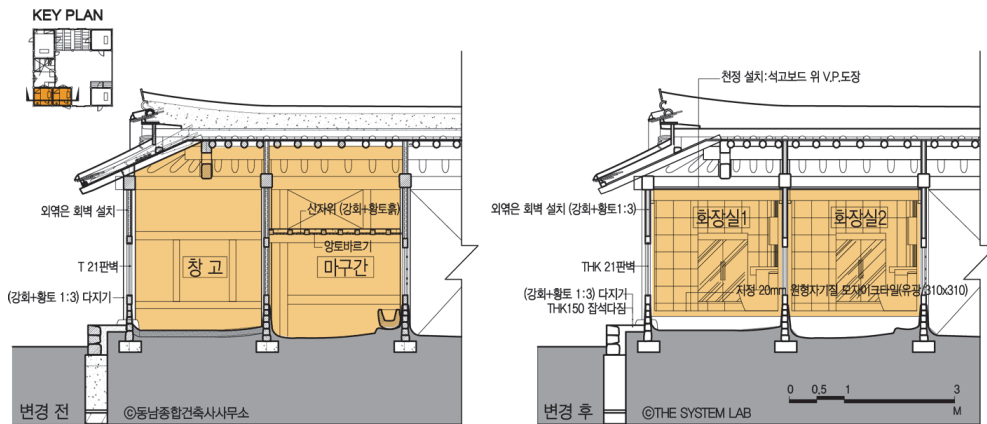 KEY PLAN
천정 설치:석고보드 위 V.P.도장
외엮은 회벽 설치
산자위 (강회+황토흙)
앙토바르기
창 고
마구간
T 21판벽
(강회+황토 1:3) 다지기
변경 전
©동남종합건축사사무소
외엮은 회벽 설치 (강회+황토1:3)
화장실1
화장실2
THK 21판벽
지정 20mm 원형자기질 모자이크타일(유광, 310x310)
(강회+황토 1:3) 다지기
THK150 잡석다짐
변경 후
©THE SYSTEM LAB
0 0.5 1 3
M